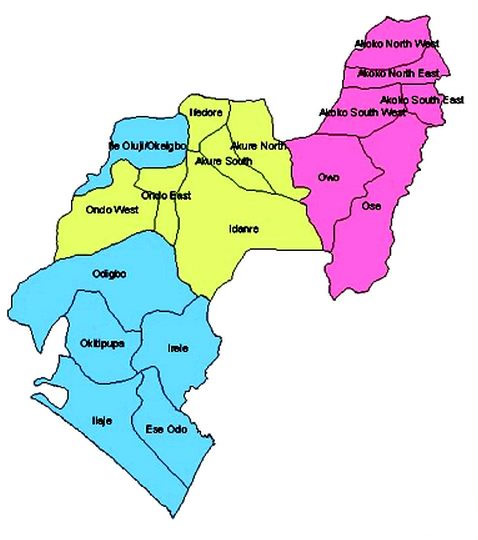 Akoko North West
Akoko North East
Akoko South East
Akoko South West
Ifedore
Ile Oluji/Okeigbo
Akure North
Akure South
Owo
Ondo East
Ondo West
Ose
Idanre
Odigbo
Okitipupa
Irele
Ilaje
Ese Odo